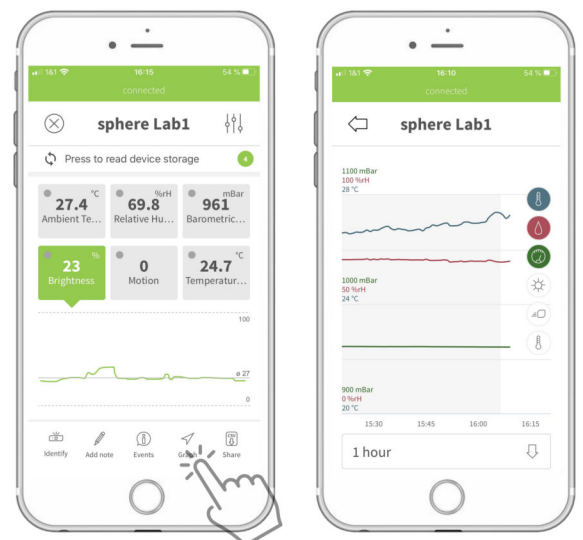 1&1 16:15 54 %
connected
sphere Lab1
Press to read device storage 4
°C
27.4
Ambient Te...
%rH
69.8
Relative Hu...
mBar
961
Barometric...
%
23
Brightness
0
Motion
°C
24.7
Temperatur...
100
ø 27
0
Identify Add note Events Graph CSV Share
1&1 16:10 54 %
connected
sphere Lab1
1100 mBar
100 %rH
28 °C
1000 mBar
50 %rH
24 °C
900 mBar
0 %rH
20 °C
15:30 15:45 16:00 16:15
1 hour